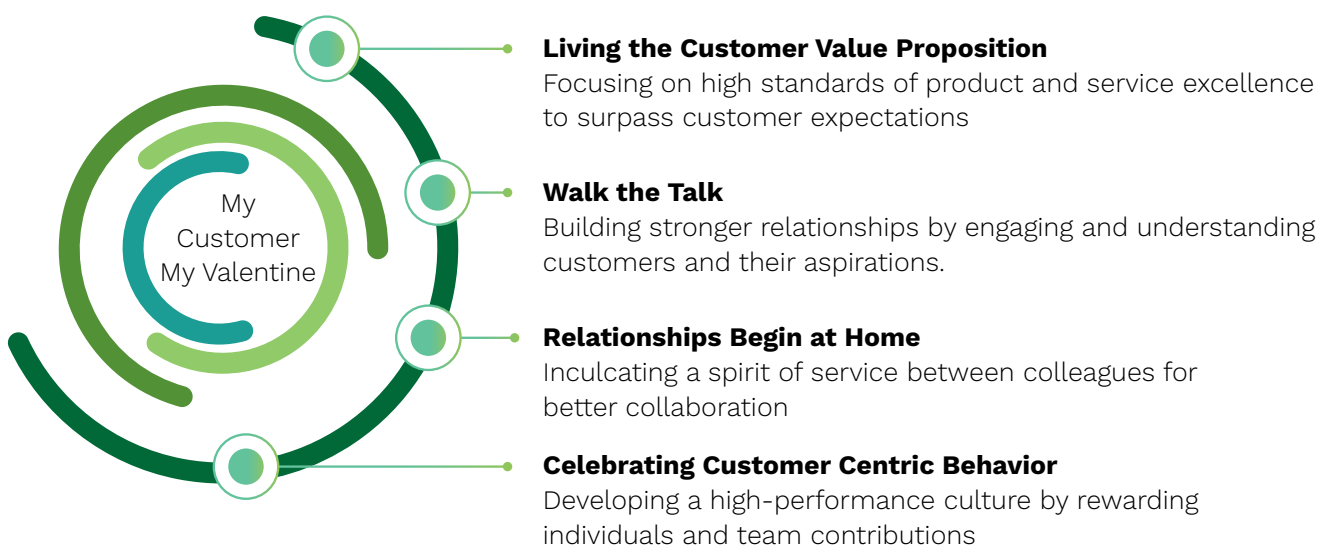 My
Customer
My Valentine
Living the Customer Value Proposition
Focusing on high standards of product and service excellence
to surpass customer expectations
Walk the Talk
Building stronger relationships by engaging and understanding
customers and their aspirations.
Relationships Begin at Home
Inculcating a spirit of service between colleagues for
better collaboration
Celebrating Customer Centric Behavior
Developing a high-performance culture by rewarding
individuals and team contributions